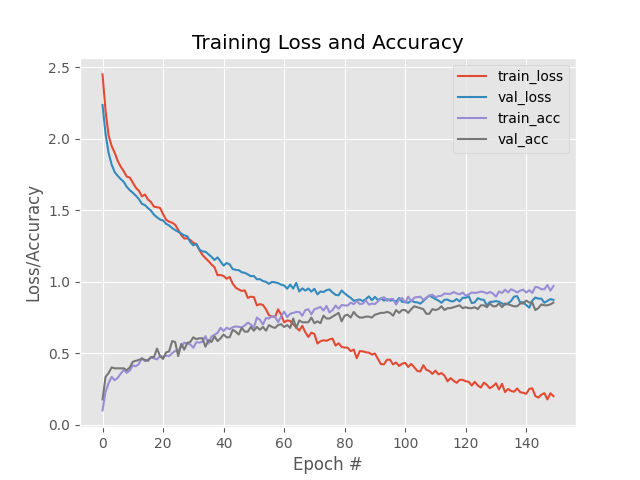 Training Loss and Accuracy
2.5
2.0
1.5
1.0
0.5
0.0
Loss/Accuracy
train_loss
val_loss
train_acc
val_acc
0 20 40 60 80 100 120 140
Epoch #